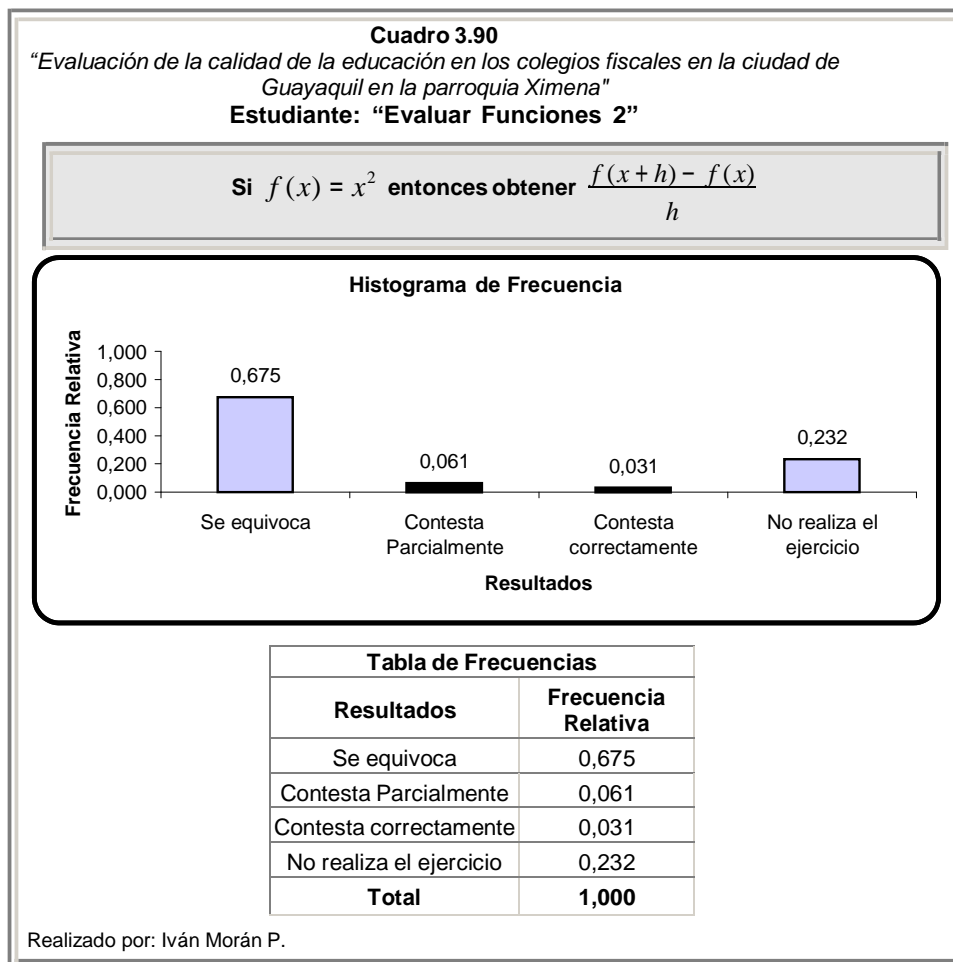 Cuadro 3.90
“Evaluación de la calidad de la educación en los colegios fiscales en la ciudad de
Guayaquil en la parroquia Ximena"
Estudiante: “Evaluar Funciones 2”
Si f(x) = x² entonces obtener f(x+h) − f(x)
h
Histograma de Frecuencia
Frecuencia Relativa
1,000
0,800
0,600
0,400
0,200
0,000
0,675
0,061
0,031
0,232
Se equivoca
Contesta
Parcialmente
Contesta
correctamente
No realiza el
ejercicio
Resultados
Tabla de Frecuencias
Resultados Frecuencia
Relativa
Se equivoca 0,675
Contesta Parcialmente 0,061
Contesta correctamente 0,031
No realiza el ejercicio 0,232
Total 1,000
Realizado por: Iván Morán P.